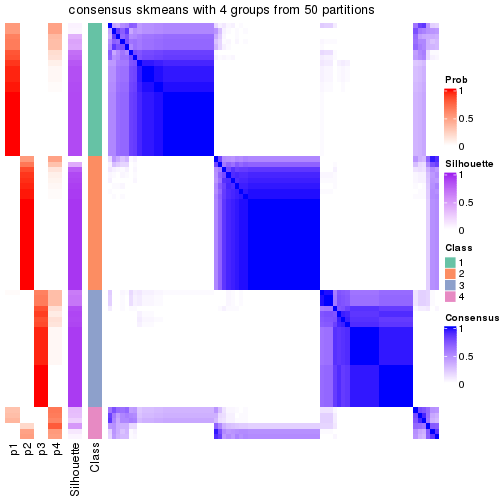 consensus skmeans with 4 groups from 50 partitions
Prob
1
0.5
0
Silhouette
1
0.5
0
Class
1
2
3
4
Consensus
1
0.5
0
p1
p2
p3
p4
Silhouette
Class